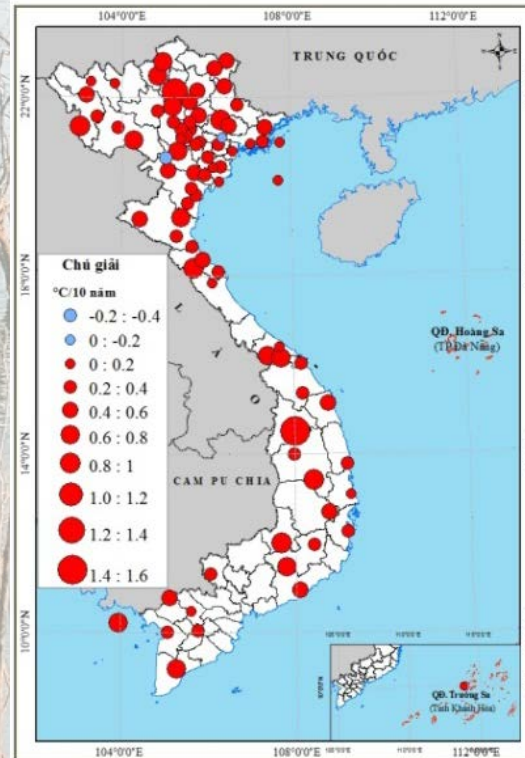 104°0'0"E
108°0'0"E
112°0'0"E
TRUNG QUỐC
22°0'0"N
18°0'0"N
14°0'0"N
10°0'0"N
Chú giải
°C/10 năm
-0.2 : -0.4
0 : -0.2
0 : 0.2
0.2 : 0.4
0.4 : 0.6
0.6 : 0.8
0.8 : 1
1.0 : 1.2
1.2 : 1.4
1.4 : 1.6
LÀO
QĐ. Hoàng Sa
(TP. Đà Nẵng)
CAM PU CHIA
QĐ. Trường Sa
(Tỉnh Khánh Hòa)
104°0'0"E
108°0'0"E
112°0'0"E